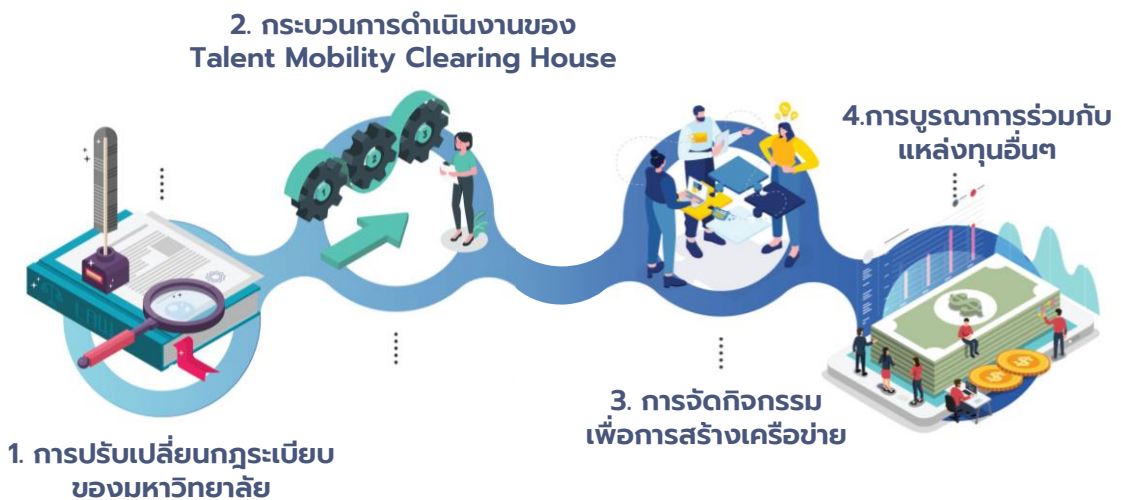 2. กระบวนการดำเนินงานของ
Talent Mobility Clearing House
4.การบูรณาการร่วมกับ
แหล่งทุนอื่นๆ
1
2
3
LAW
3. การจัดกิจกรรม
เพื่อการสร้างเครือข่าย
1. การปรับเปลี่ยนกฎระเบียบ
ของมหาวิทยาลัย